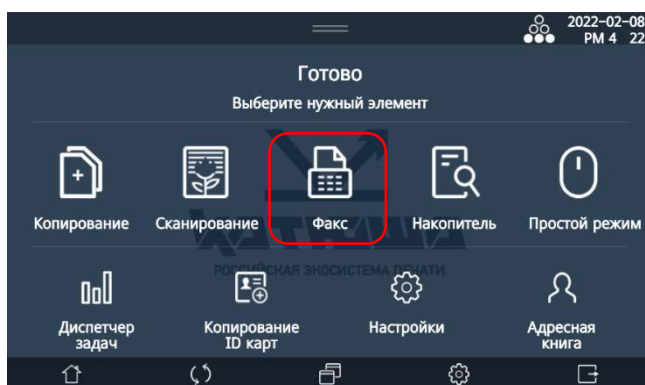 2022-02-08
PM 4 22
Готово
Выберите нужный элемент
Копирование Сканирование Факс Накопитель Простой режим
КАТЮША
РОССИЙСКАЯ ЭКОСИСТЕМА ПЕЧАТИ
Диспетчер задач Копирование ID карт Настройки Адресная книга